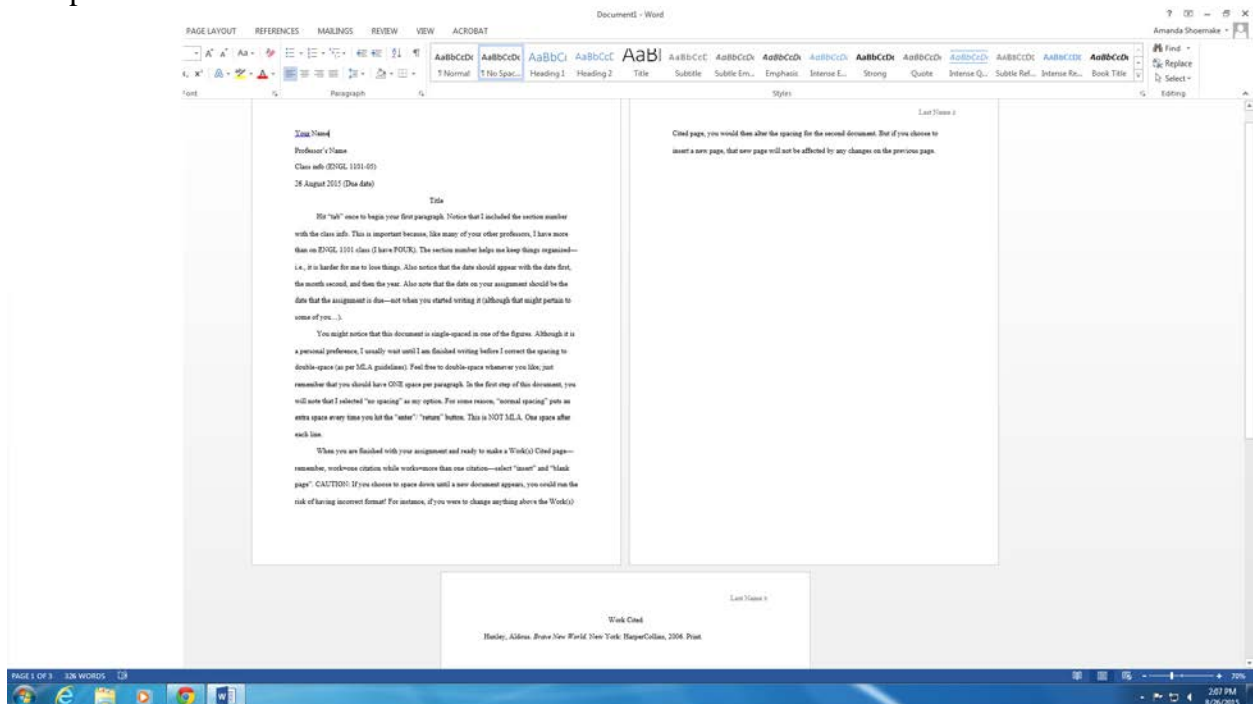 Document1 - Word
Amanda Shoemake
PAGE LAYOUT REFERENCES MAILINGS REVIEW VIEW ACROBAT
AaBbCcDc AaBbCcDc AaBbCc AaBbCcC AaBl AaBbCcC AaBbCcDc AaBbCcDc AaBbCcDc AaBbCcDc AaBbCcDc AaBbCcDc AaBbCcDc AaBbCcDc AaBbCcDc
Find
Replace
Select
¶ Normal ¶ No Spac... Heading 1 Heading 2 Title Subtitle Subtle Em... Emphasis Intense E... Strong Quote Intense Q... Subtle Ref... Intense Re... Book Title
Font Paragraph Styles Editing
Your Name
Professor's Name
Class info (ENGL 1101-05)
26 August 2015 (Due date)
Title
Hit “tab” once to begin your first paragraph. Notice that I included the section number
with the class info. This is important because, like many of your other professors, I have more
than on ENGL 1101 class (I have FOUR). The section number helps me keep things organized—
i.e., it is harder for me to lose things. Also notice that the date should appear with the date first,
the month second, and then the year. Also note that the date on your assignment should be the
date that the assignment is due—not when you started writing it (although that might pertain to
some of you…).
You might notice that this document is single-spaced in one of the figures. Although it is
a personal preference, I usually wait until I am finished writing before I correct the spacing to
double-space (as per MLA guidelines). Feel free to double-space whenever you like; just
remember that you should have ONE space per paragraph. In the first step of this document, you
will note that I selected “no spacing” as my option. For some reason, “normal spacing” puts an
extra space every time you hit the “enter”/ “return” button. This is NOT MLA. One space after
each line.
When you are finished with your assignment and ready to make a Work(s) Cited page—
remember, work=one citation while works=more than one citation—select “insert” and “blank
page”. CAUTION: If you choose to space down until a new document appears, you could run the
risk of having incorrect format! For instance, if you were to change anything above the Work(s)
Last Name 2
Cited page, you would then alter the spacing for the second document. But if you choose to
insert a new page, that new page will not be affected by any changes on the previous page.
Last Name 3
Work Cited
Huxley, Aldous. Brave New World. New York: HarperCollins, 2006. Print.
PAGE 1 OF 3 326 WORDS
70%
2:07 PM
8/26/2015